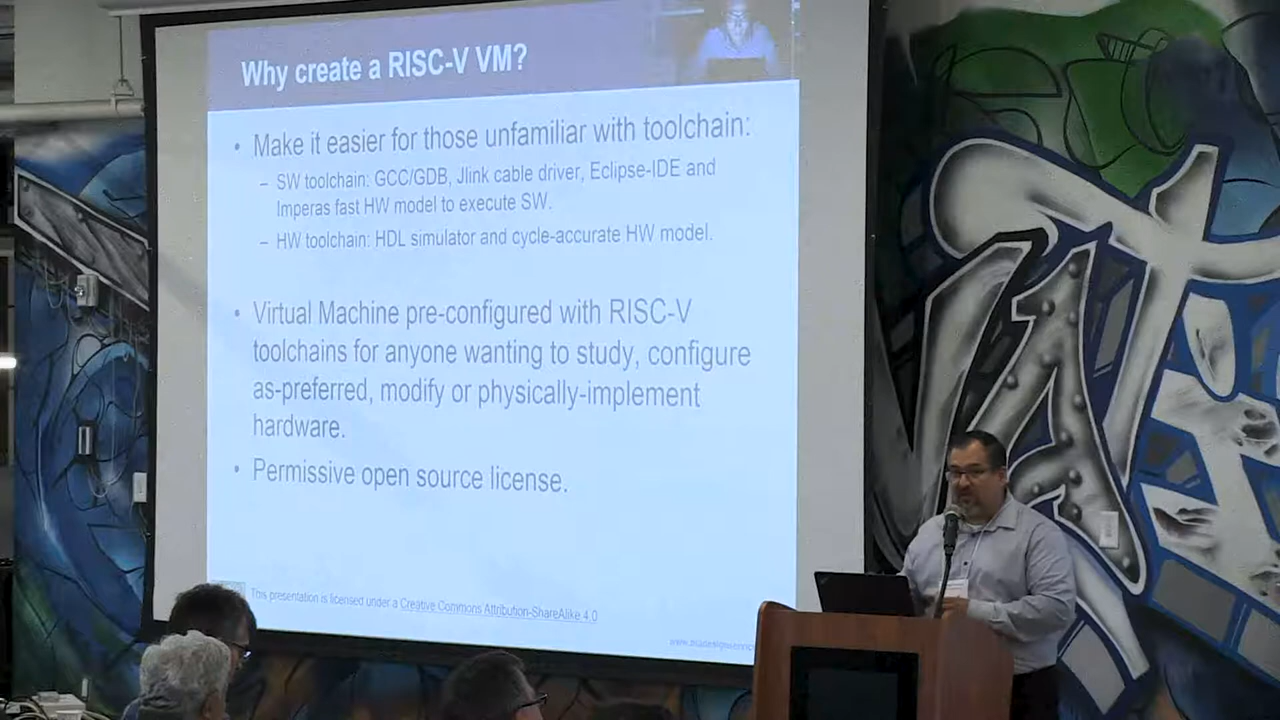 Why create a RISC-V VM?
• Make it easier for those unfamiliar with toolchain:
– SW toolchain: GCC/GDB, Jlink cable driver, Eclipse-IDE and
Imperas fast HW model to execute SW.
– HW toolchain: HDL simulator and cycle-accurate HW model.
• Virtual Machine pre-configured with RISC-V
toolchains for anyone wanting to study, configure
as-preferred, modify or physically-implement
hardware.
• Permissive open source license.
This presentation is licensed under a Creative Commons Attribution-ShareAlike 4.0